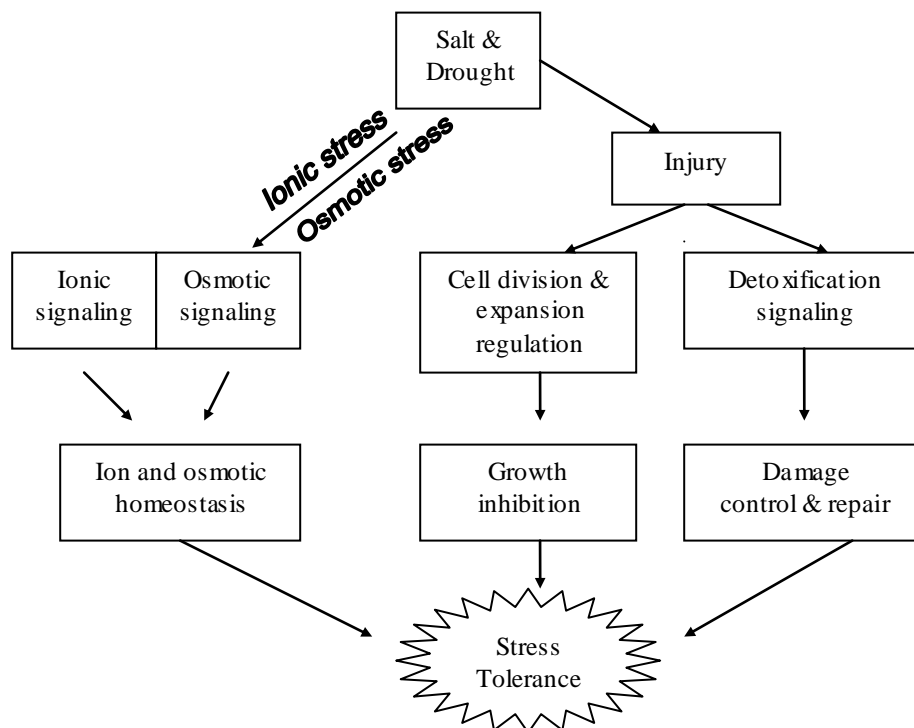 Salt &
Drought
Ionic stress
Osmotic stress
Injury
Ionic
signaling
Osmotic
signaling
Cell division &
expansion
regulation
Detoxification
signaling
Ion and osmotic
homeostasis
Growth
inhibition
Damage
control & repair
Stress
Tolerance